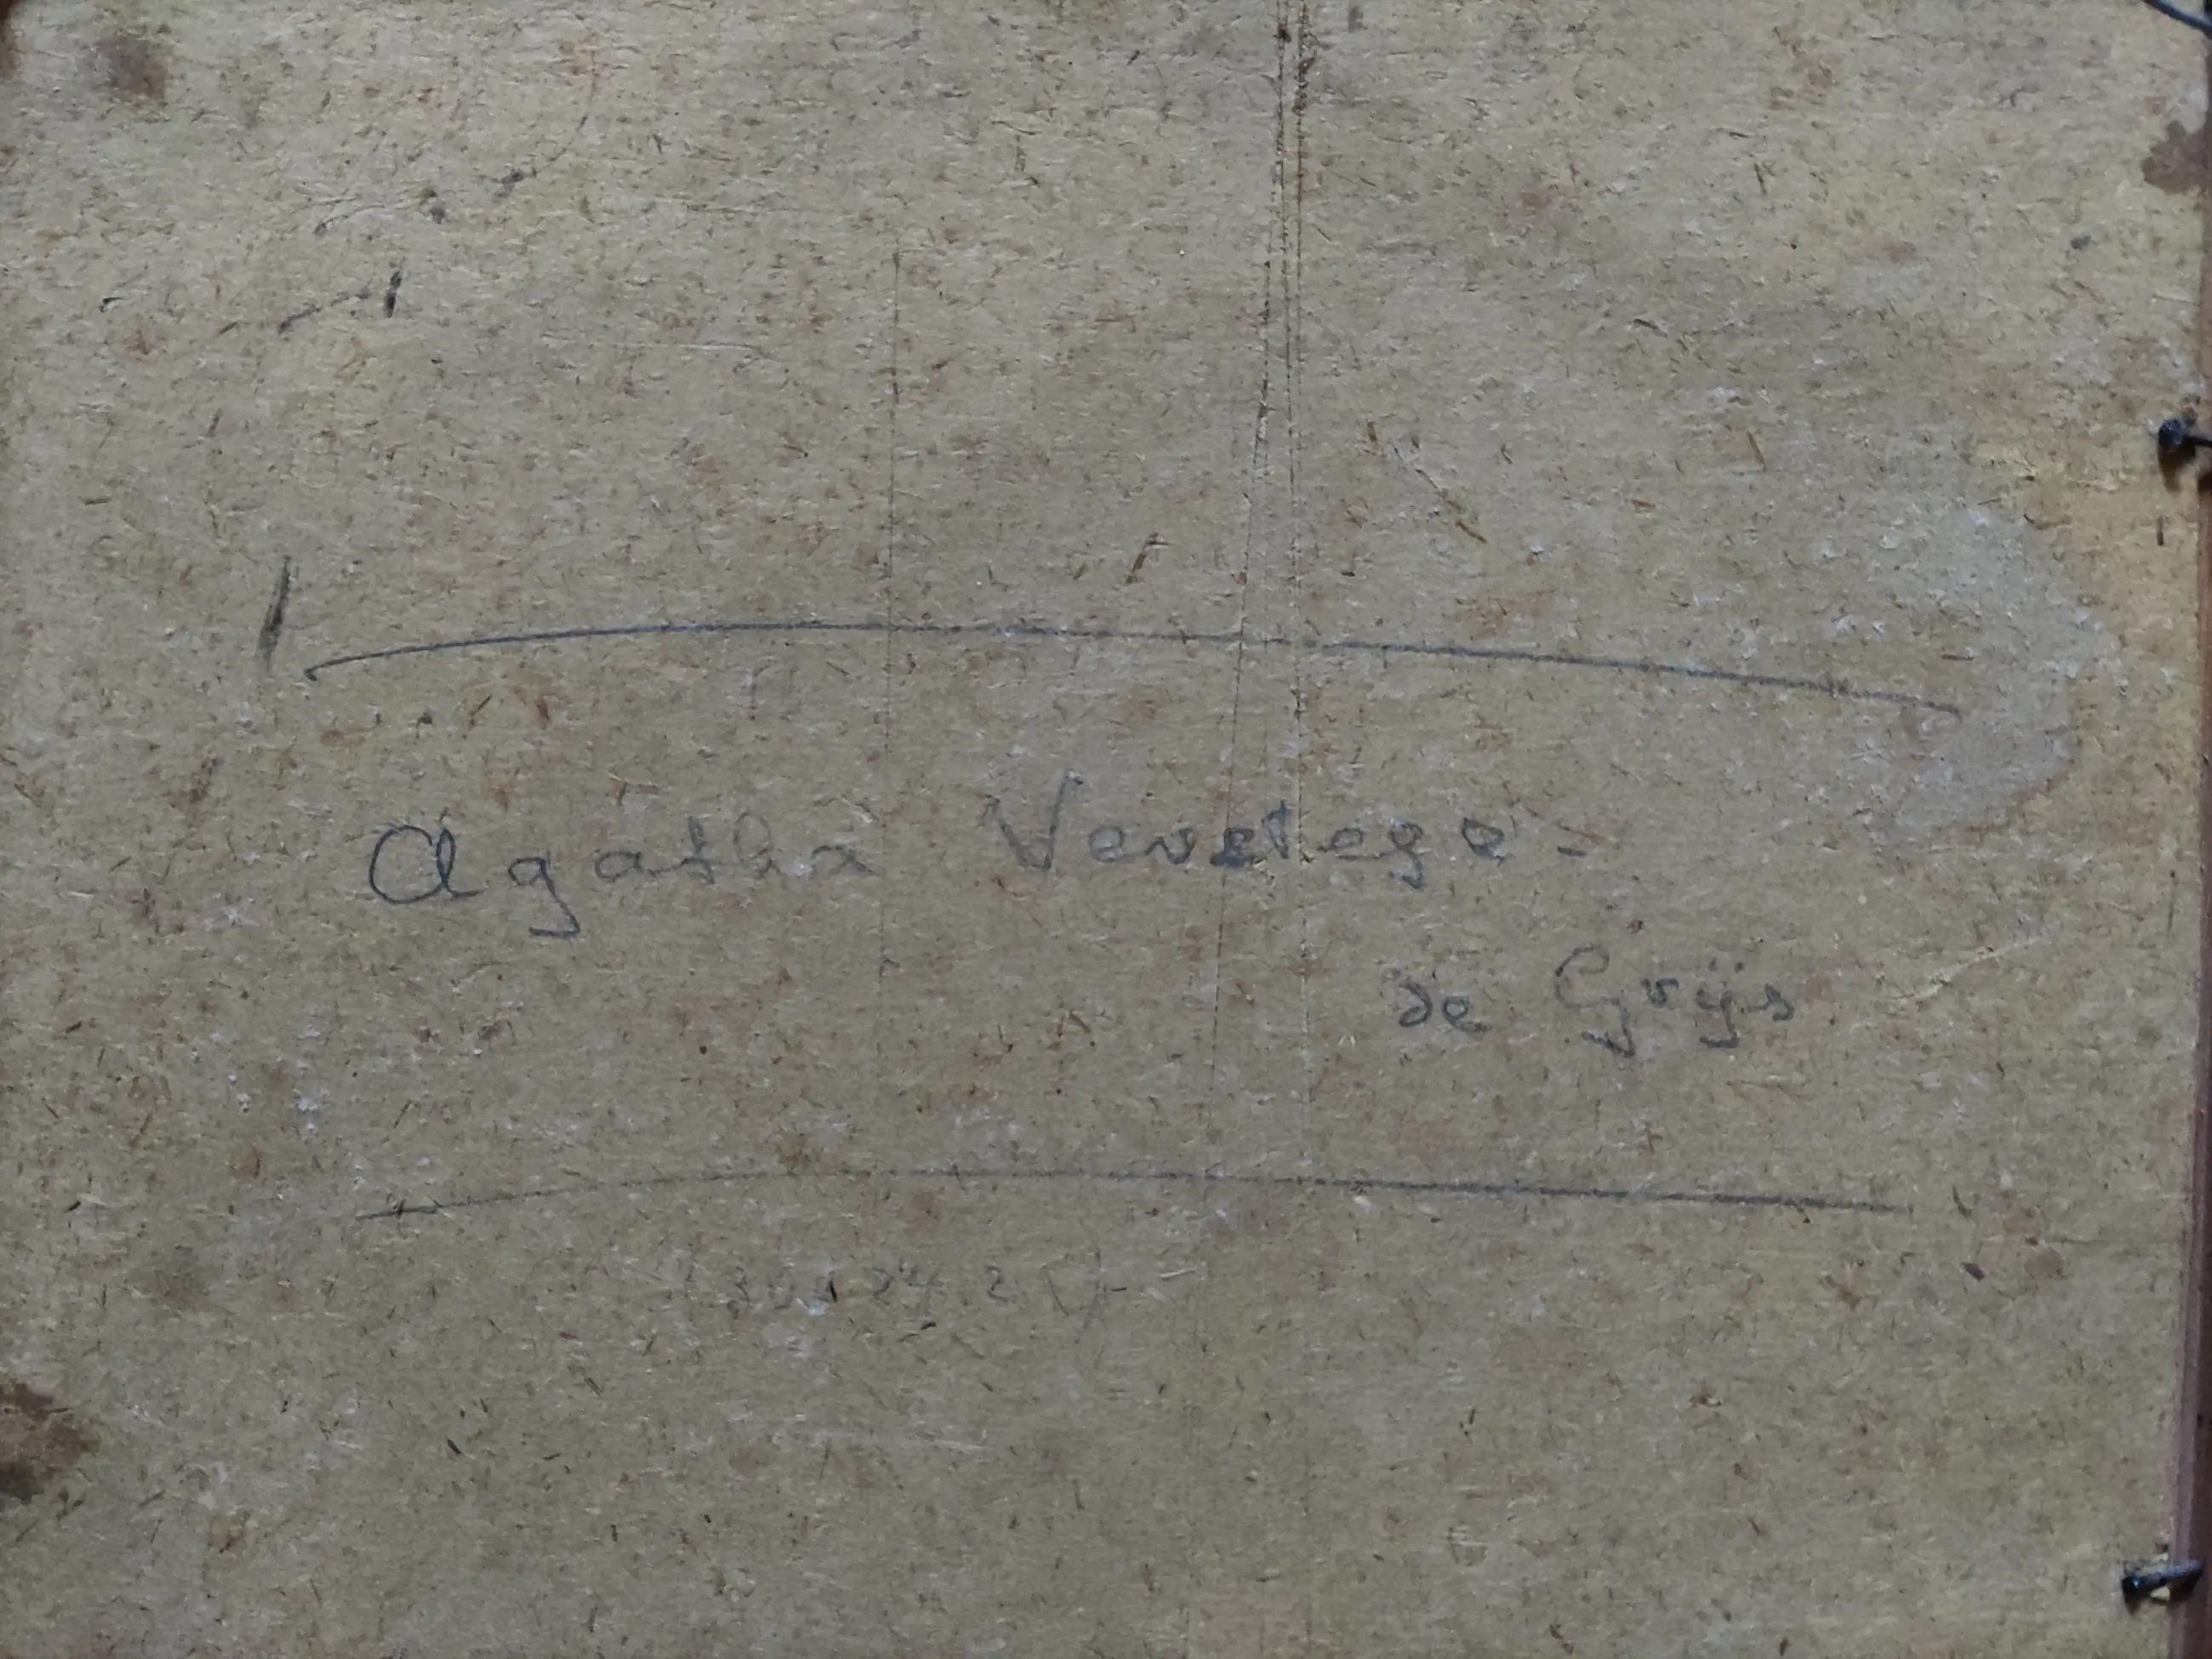 Agatha Verstege =
de Grijs